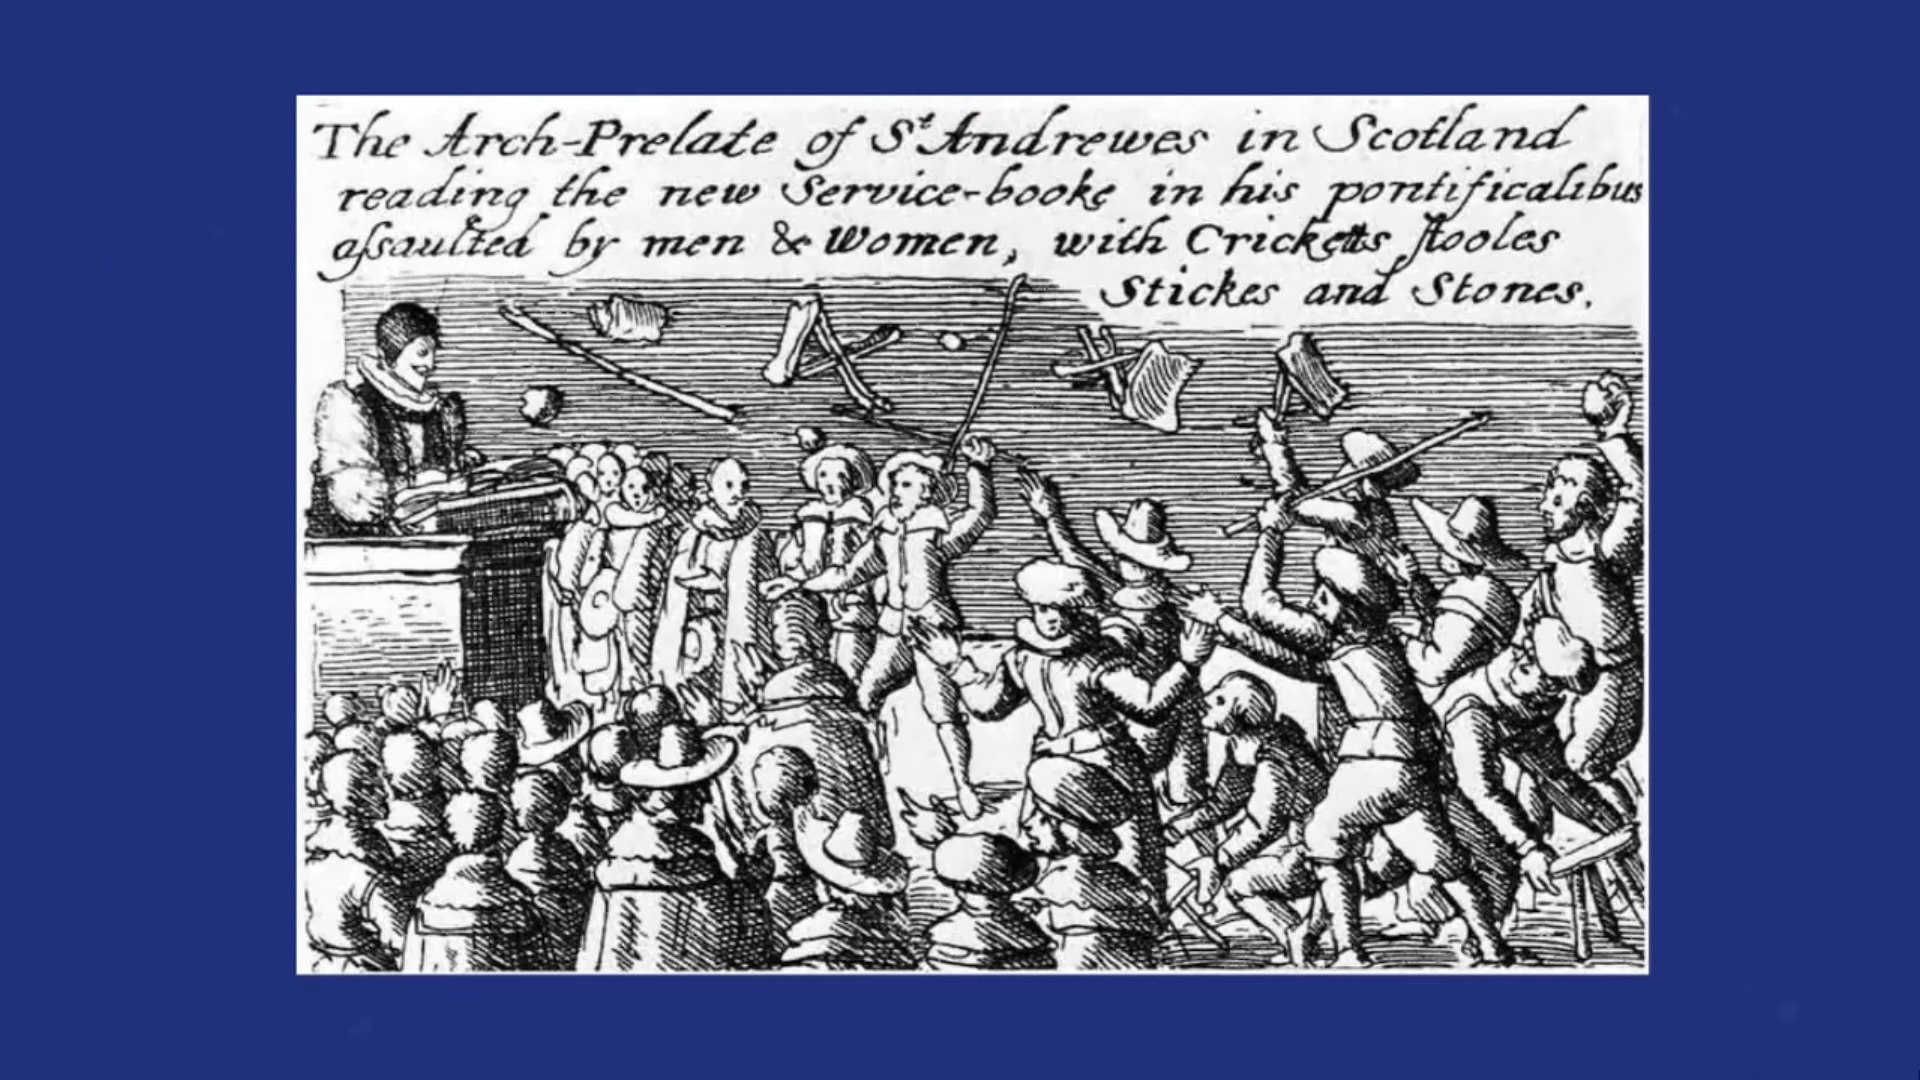 The Arch-Prelate of St Andrewes in Scotland
reading the new Service-booke in his pontificalibus
aſsaulted by men & Women, with Cricketts ſtooles
Stickes and Stones.